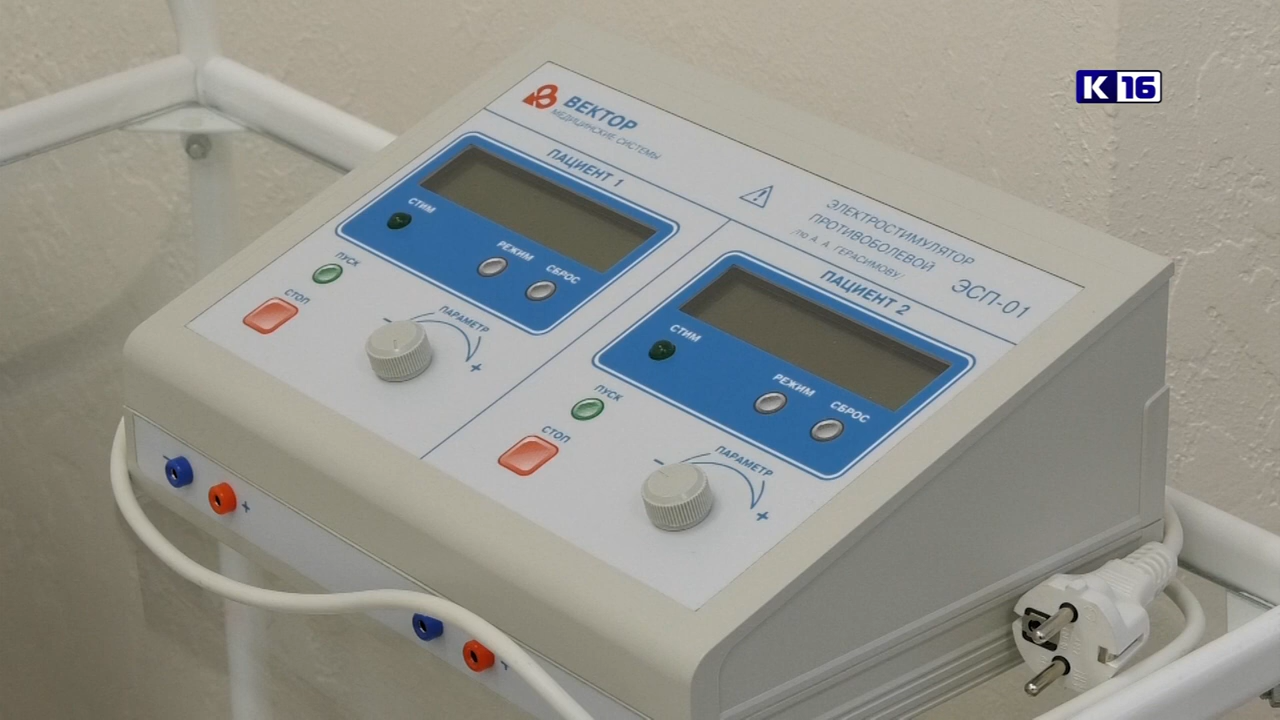 K 16
ВЕКТОР
МЕДИЦИНСКИЕ СИСТЕМЫ
ЭЛЕКТРОСТИМУЛЯТОР
ПРОТИВОБОЛЕВОЙ
/по А. А. ГЕРАСИМОВУ/
ЭСП-01
ПАЦИЕНТ 1
СТИМ
РЕЖИМ
СБРОС
ПУСК
СТОП
ПАРАМЕТР
- +
ПАЦИЕНТ 2
СТИМ
РЕЖИМ
СБРОС
ПУСК
СТОП
ПАРАМЕТР
- +
- +
+